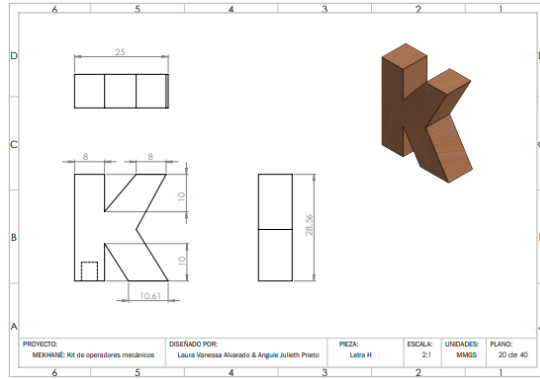 6 5 4 3 2 1
D
25
C
8 8
10
B
10
28,56
10,61
A
PROYECTO: DISEÑADO POR: PIEZA: ESCALA: UNIDADES: PLANO:
MEKHANÉ: Kit de operadores mecánicos Laura Vanessa Alvarado & Anguie Julieth Prieto Letra H 2:1 MMGS 20 de 40
6 5 4 3 2 1